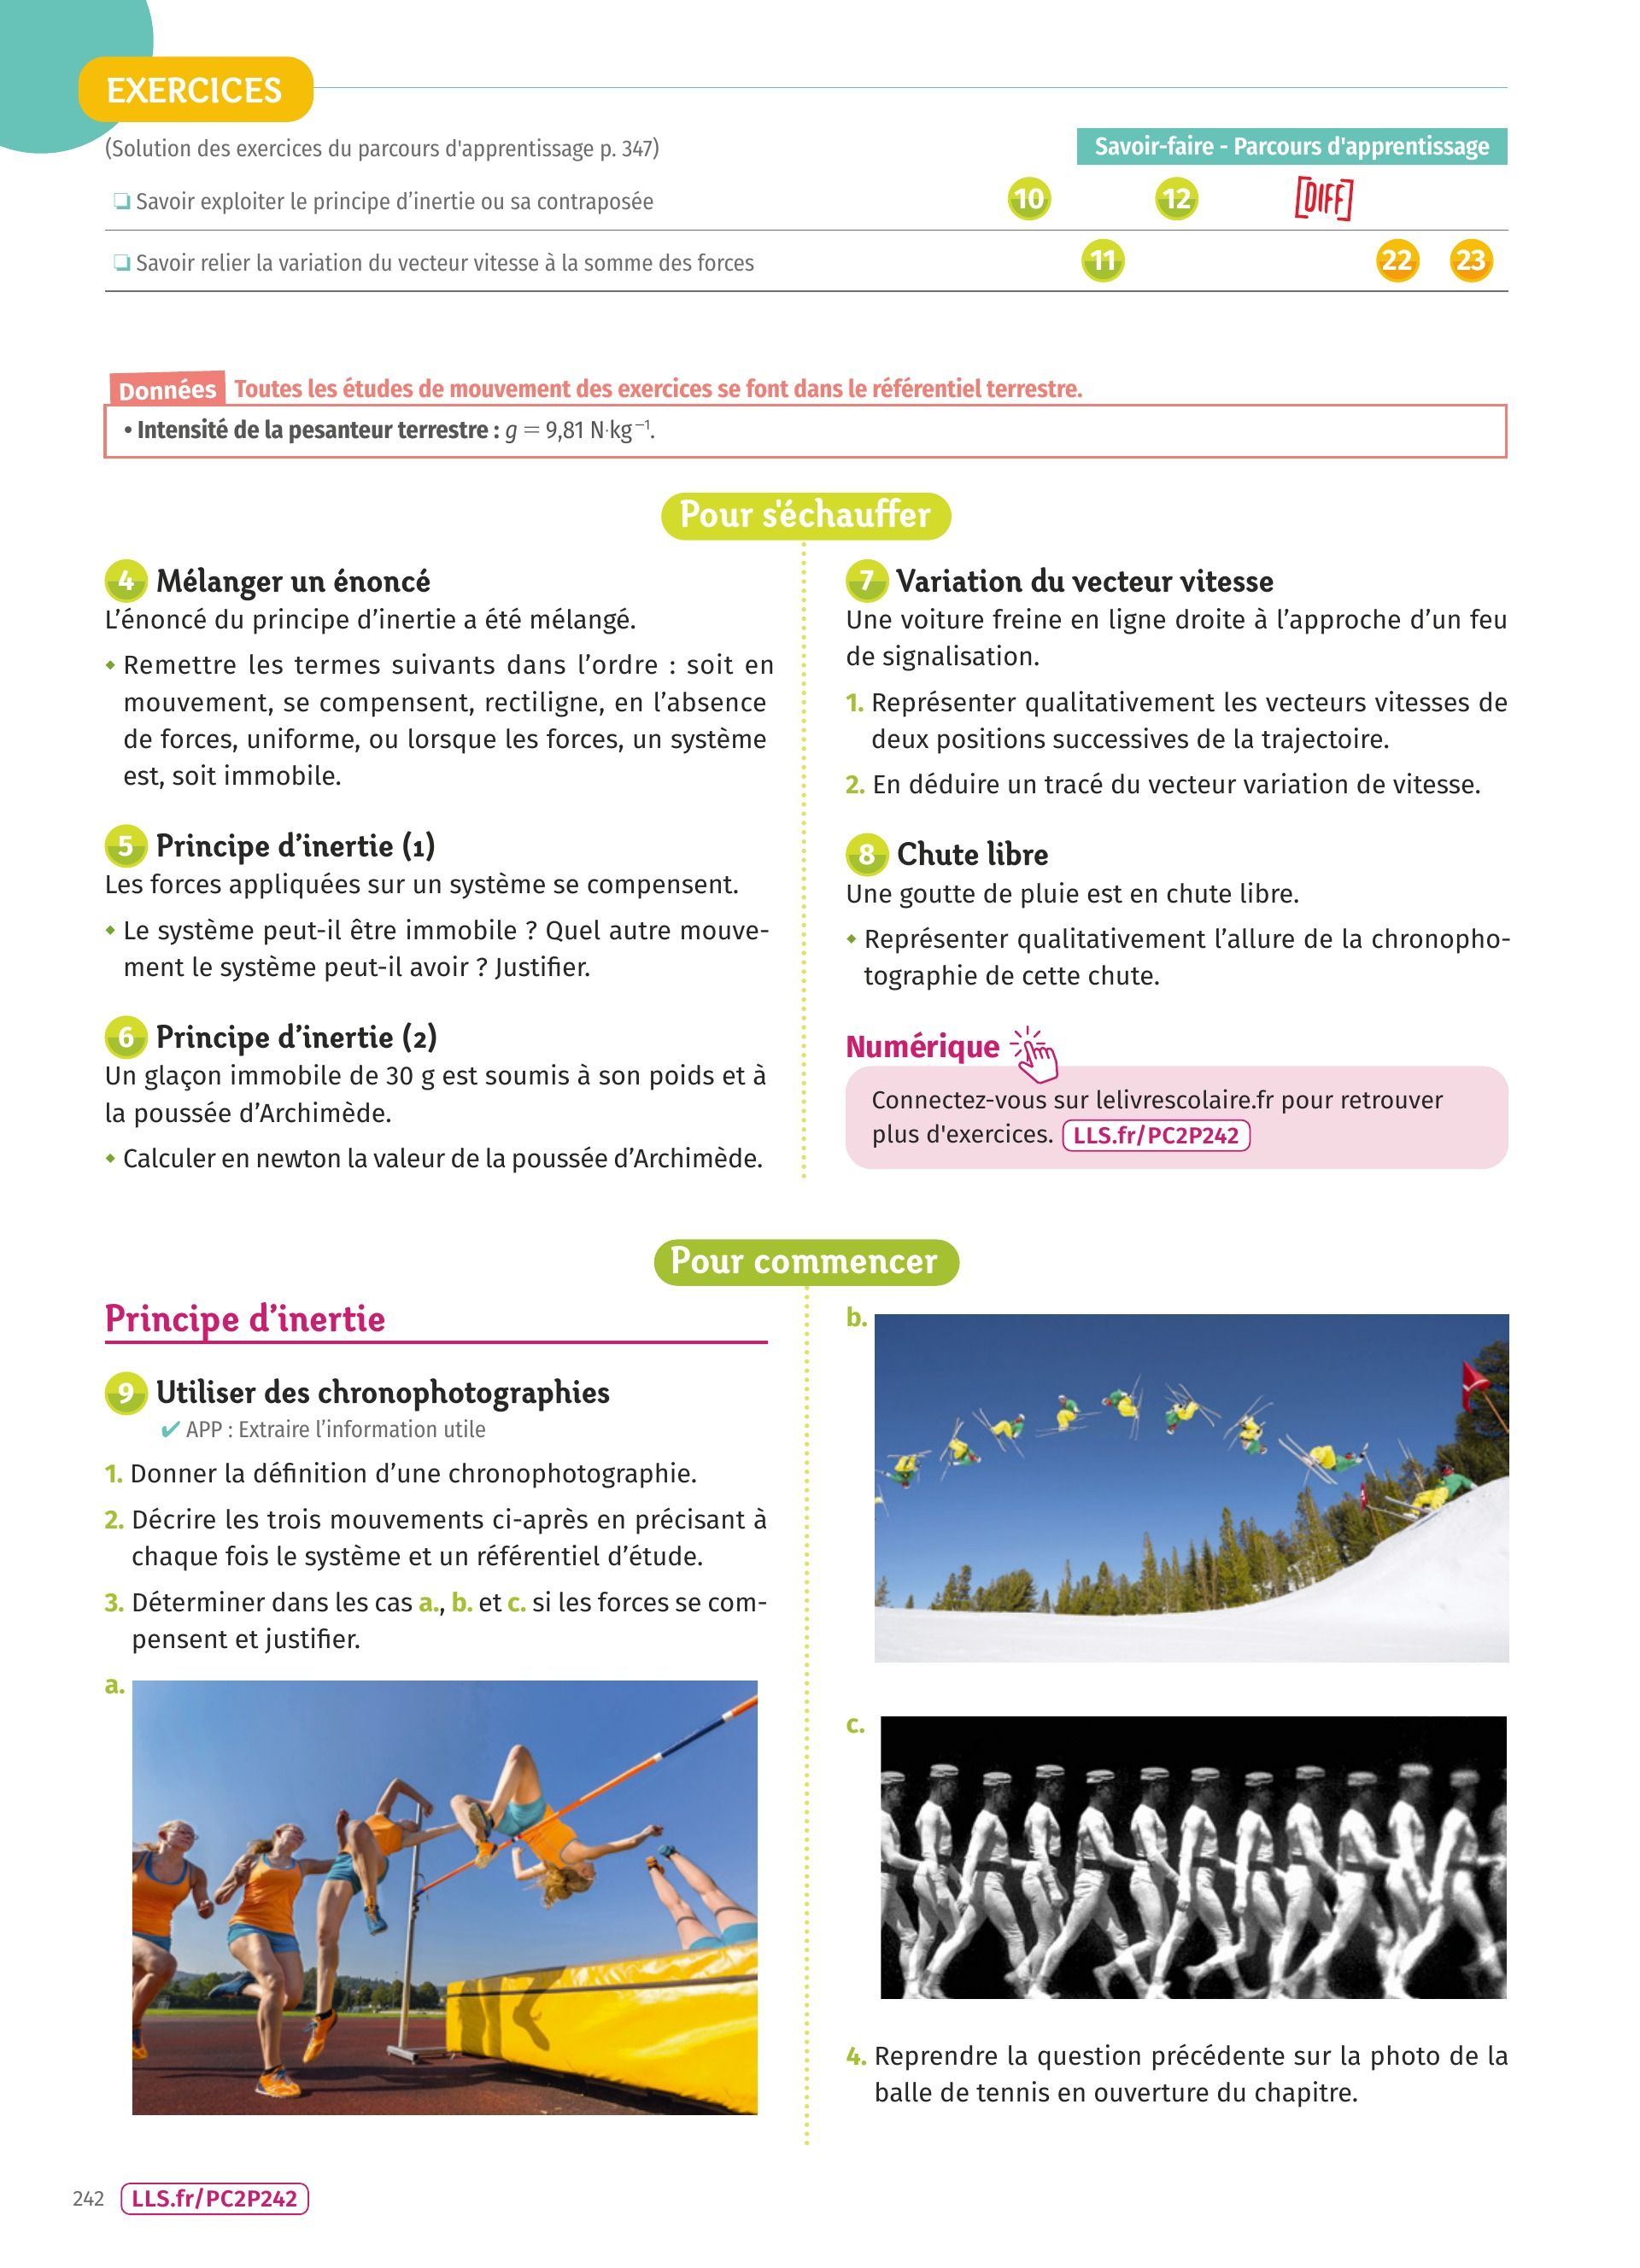 EXERCICES
(Solution des exercices du parcours d'apprentissage p. 347)
Savoir-faire - Parcours d'apprentissage
❏ Savoir exploiter le principe d’inertie ou sa contraposée
10
12
[DIFF]
❏ Savoir relier la variation du vecteur vitesse à la somme des forces
11
22
23
Données Toutes les études de mouvement des exercices se font dans le référentiel terrestre.
• Intensité de la pesanteur terrestre : g = 9,81 N·kg⁻¹.
Pour s'échauffer
4 Mélanger un énoncé
L’énoncé du principe d’inertie a été mélangé.
◆ Remettre les termes suivants dans l’ordre : soit en
mouvement, se compensent, rectiligne, en l’absence
de forces, uniforme, ou lorsque les forces, un système
est, soit immobile.
5 Principe d’inertie (1)
Les forces appliquées sur un système se compensent.
◆ Le système peut-il être immobile ? Quel autre mouve-
ment le système peut-il avoir ? Justifier.
6 Principe d’inertie (2)
Un glaçon immobile de 30 g est soumis à son poids et à
la poussée d’Archimède.
◆ Calculer en newton la valeur de la poussée d’Archimède.
7 Variation du vecteur vitesse
Une voiture freine en ligne droite à l’approche d’un feu
de signalisation.
1. Représenter qualitativement les vecteurs vitesses de
deux positions successives de la trajectoire.
2. En déduire un tracé du vecteur variation de vitesse.
8 Chute libre
Une goutte de pluie est en chute libre.
◆ Représenter qualitativement l’allure de la chronopho-
tographie de cette chute.
Numérique
Connectez-vous sur lelivrescolaire.fr pour retrouver
plus d'exercices. LLS.fr/PC2P242
Pour commencer
Principe d’inertie
9 Utiliser des chronophotographies
✔ APP : Extraire l’information utile
1. Donner la définition d’une chronophotographie.
2. Décrire les trois mouvements ci-après en précisant à
chaque fois le système et un référentiel d’étude.
3. Déterminer dans les cas a., b. et c. si les forces se com-
pensent et justifier.
a.
b.
c.
4. Reprendre la question précédente sur la photo de la
balle de tennis en ouverture du chapitre.
242 LLS.fr/PC2P242